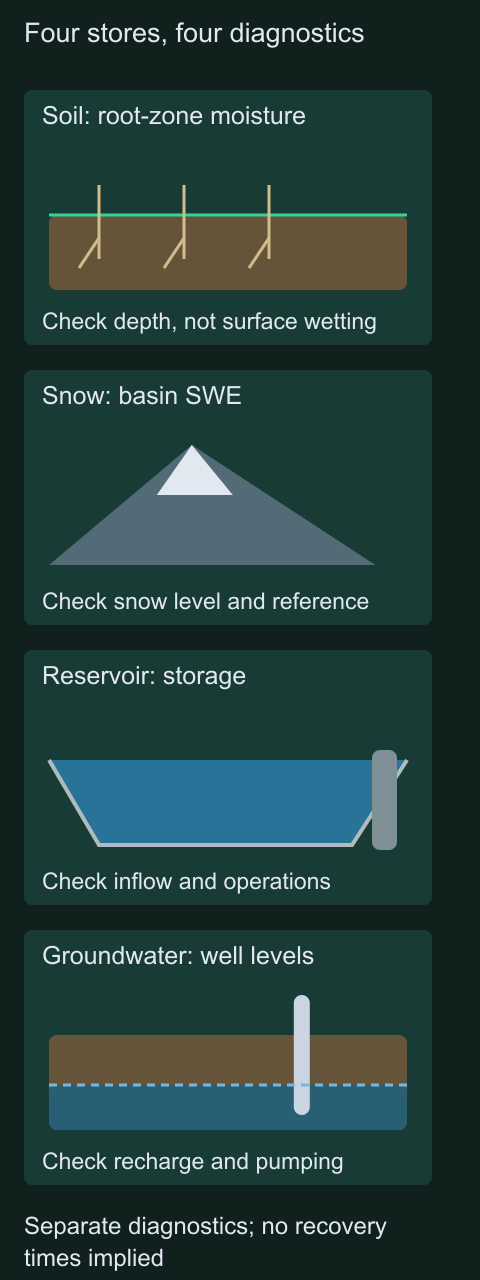 Four stores, four diagnostics
Soil: root-zone moisture
Check depth, not surface wetting
Snow: basin SWE
Check snow level and reference
Reservoir: storage
Check inflow and operations
Groundwater: well levels
Check recharge and pumping
Separate diagnostics; no recovery
times implied